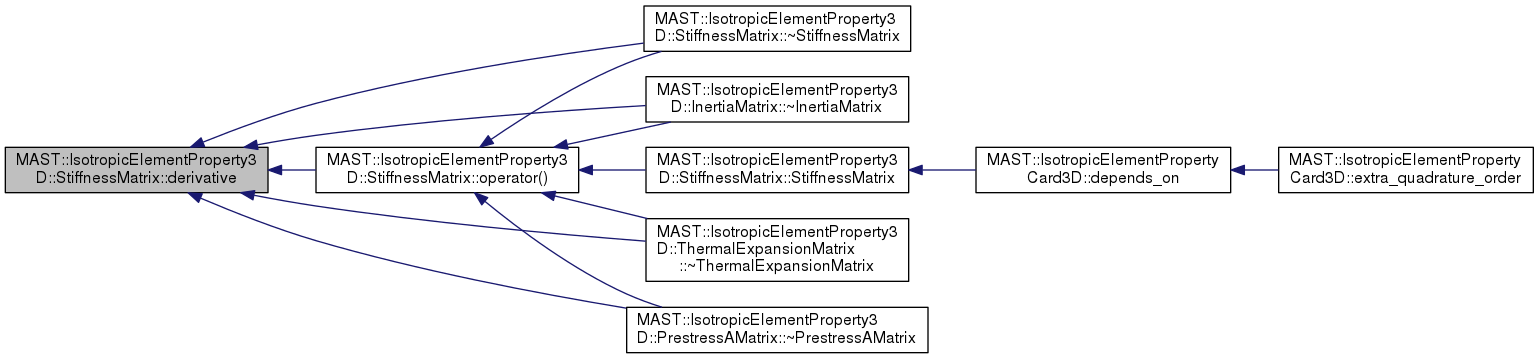 MAST::IsotropicElementProperty3
D::StiffnessMatrix::~StiffnessMatrix
MAST::IsotropicElementProperty3
D::InertiaMatrix::~InertiaMatrix
MAST::IsotropicElementProperty3
D::StiffnessMatrix::derivative
MAST::IsotropicElementProperty3
D::StiffnessMatrix::operator()
MAST::IsotropicElementProperty3
D::StiffnessMatrix::StiffnessMatrix
MAST::IsotropicElementProperty
Card3D::depends_on
MAST::IsotropicElementProperty
Card3D::extra_quadrature_order
MAST::IsotropicElementProperty3
D::ThermalExpansionMatrix
::~ThermalExpansionMatrix
MAST::IsotropicElementProperty3
D::PrestressAMatrix::~PrestressAMatrix